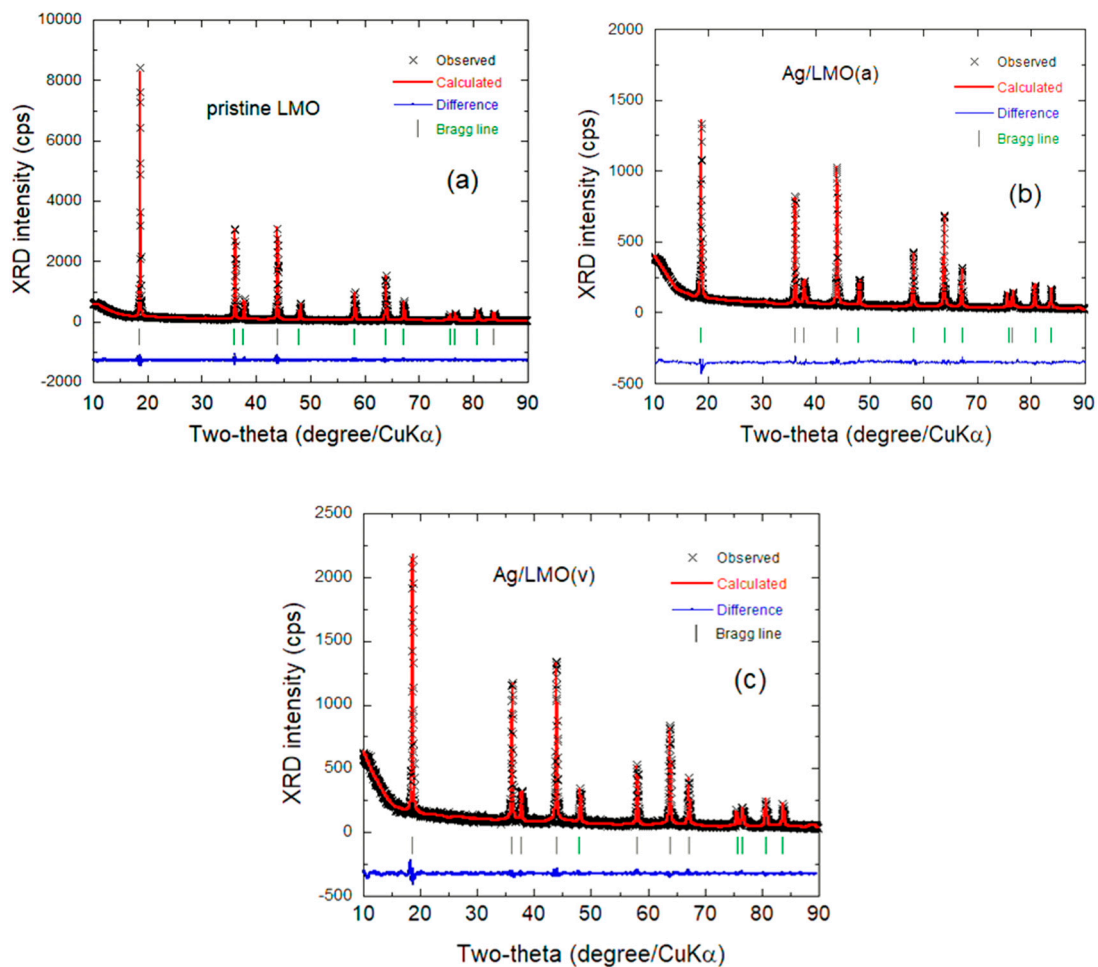 10000
8000
6000
4000
2000
0
-2000
XRD intensity (cps)
× Observed
Calculated
Difference
Bragg line
pristine LMO
(a)
10 20 30 40 50 60 70 80 90
Two-theta (degree/CuKα)
2000
1500
1000
500
0
-500
XRD intensity (cps)
× Observed
Calculated
Difference
Bragg line
Ag/LMO(a)
(b)
10 20 30 40 50 60 70 80 90
Two-theta (degree/CuKα)
2500
2000
1500
1000
500
0
-500
XRD intensity (cps)
× Observed
Calculated
Difference
Bragg line
Ag/LMO(v)
(c)
10 20 30 40 50 60 70 80 90
Two-theta (degree/CuKα)